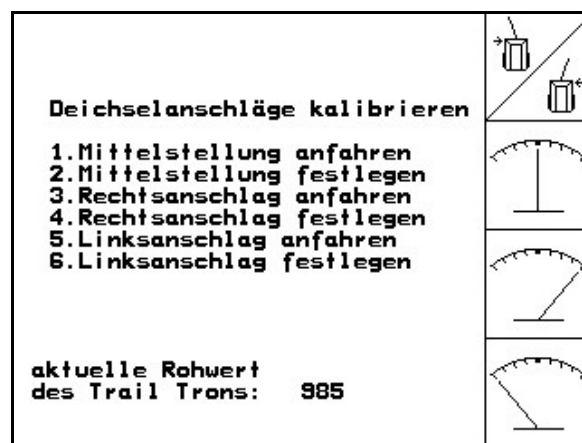 Deichselanschläge kalibrieren
1.Mittelstellung anfahren
2.Mittelstellung festlegen
3.Rechtsanschlag anfahren
4.Rechtsanschlag festlegen
5.Linksanschlag anfahren
6.Linksanschlag festlegen
aktuelle Rohwert
des Trail Trons: 985